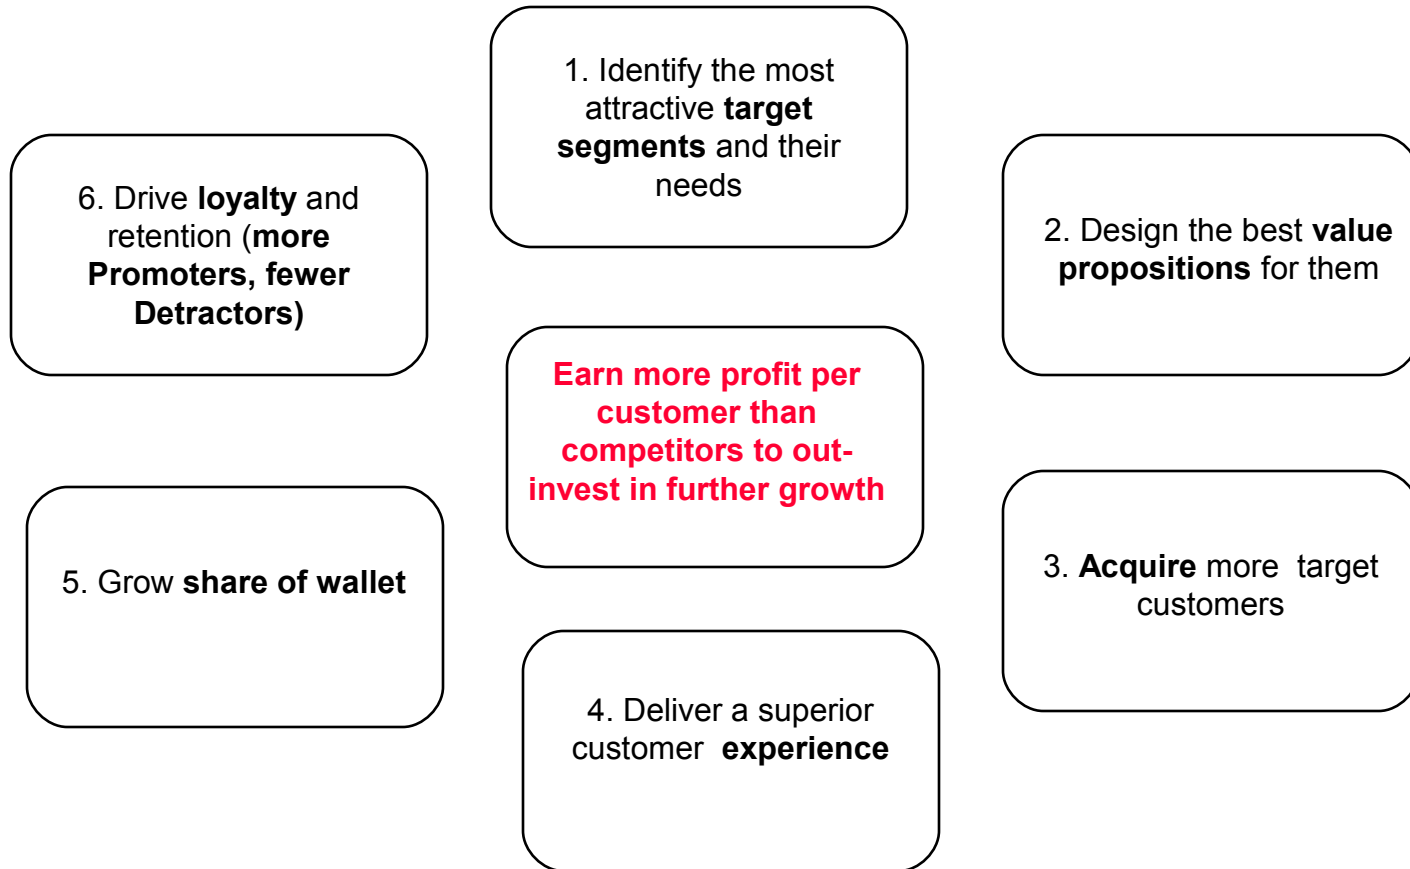 1. Identify the most
attractive target
segments and their
needs
2. Design the best value
propositions for them
3. Acquire more  target
customers
4. Deliver a superior
customer  experience
5. Grow share of wallet
6. Drive loyalty and
retention (more
Promoters, fewer
Detractors)
Earn more profit per
customer than
competitors to out-
invest in further growth